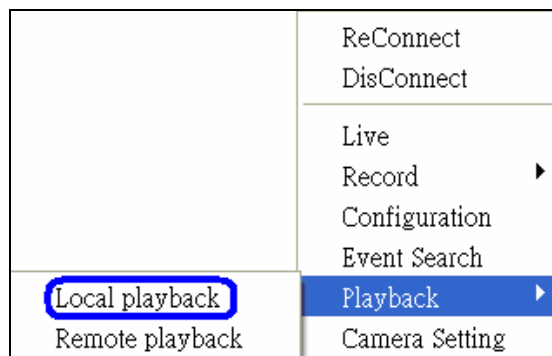 ReConnect
DisConnect
Live
Record
Configuration
Event Search
Playback
Camera Setting
Local playback
Remote playback